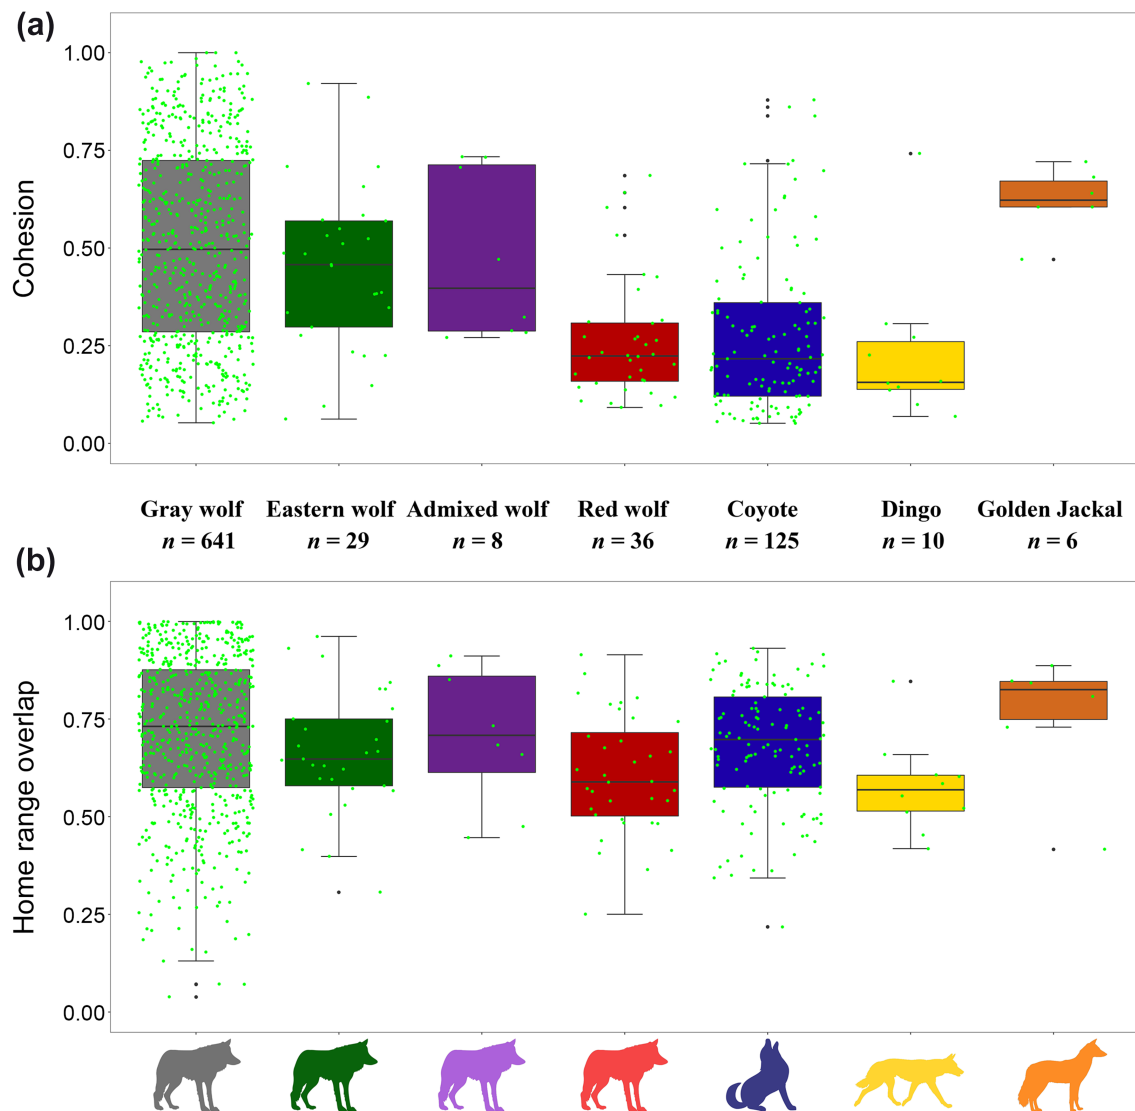 (a)
Cohesion
1.00
0.75
0.50
0.25
0.00
Gray wolf Eastern wolf Admixed wolf Red wolf Coyote Dingo Golden Jackal
n = 641 n = 29 n = 8 n = 36 n = 125 n = 10 n = 6
(b)
Home range overlap
1.00
0.75
0.50
0.25
0.00